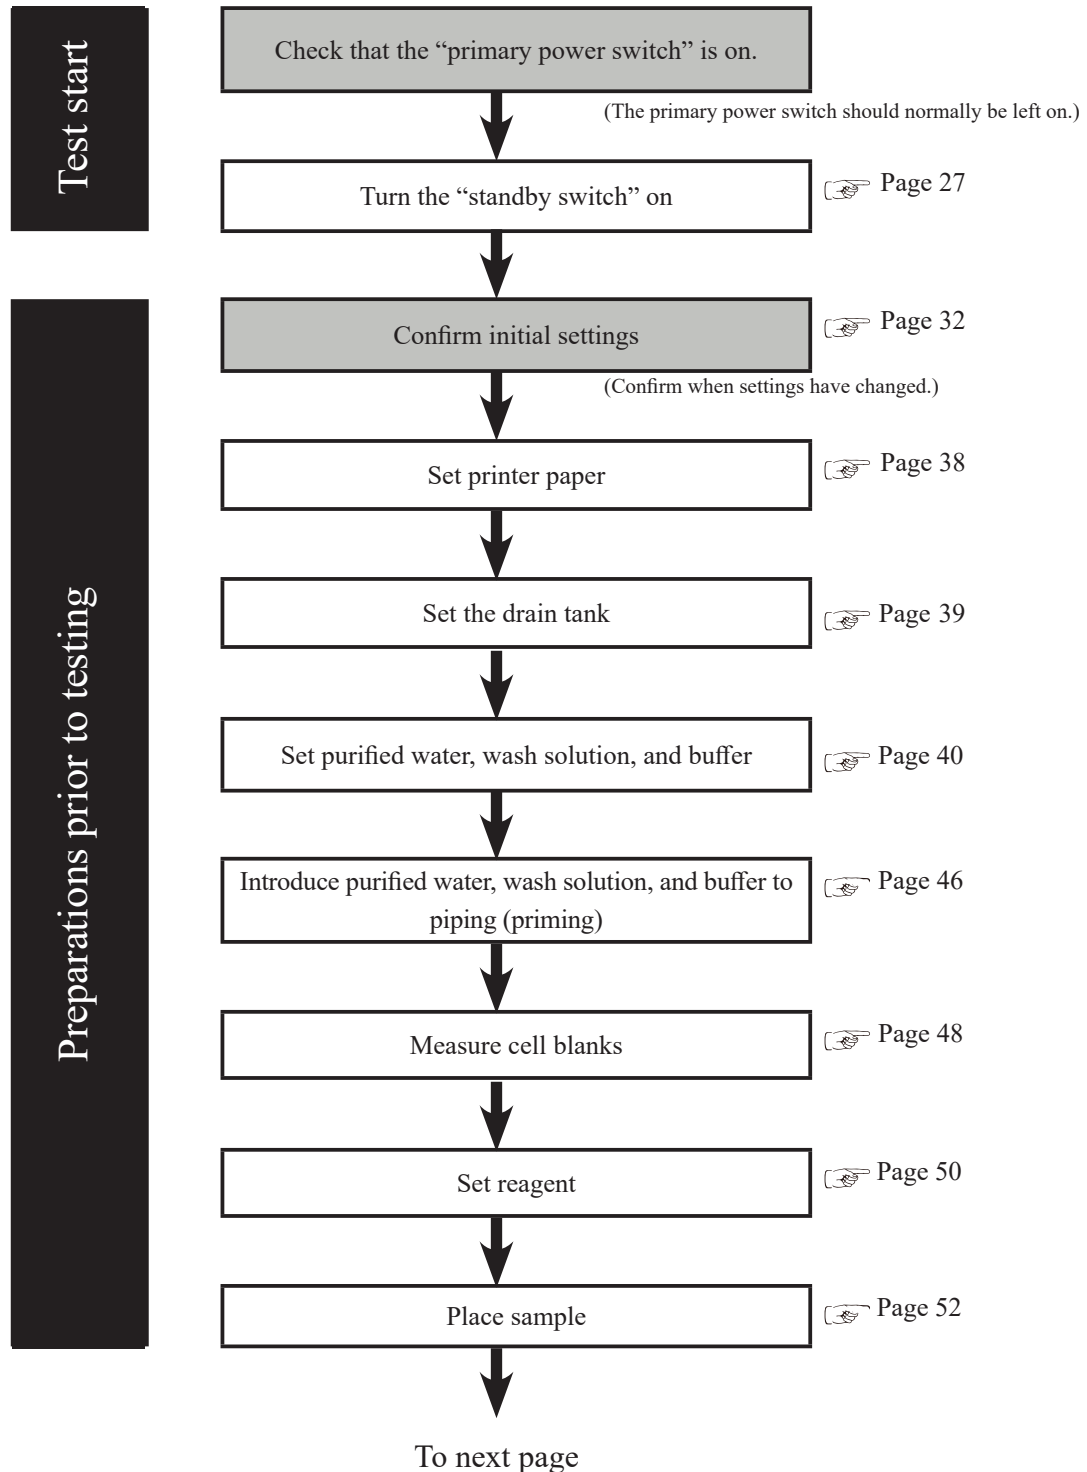 Test start
Check that the “primary power switch” is on.
(The primary power switch should normally be left on.)
Turn the “standby switch” on
Page 27
Preparations prior to testing
Confirm initial settings
Page 32
(Confirm when settings have changed.)
Set printer paper
Page 38
Set the drain tank
Page 39
Set purified water, wash solution, and buffer
Page 40
Introduce purified water, wash solution, and buffer to
piping (priming)
Page 46
Measure cell blanks
Page 48
Set reagent
Page 50
Place sample
Page 52
To next page